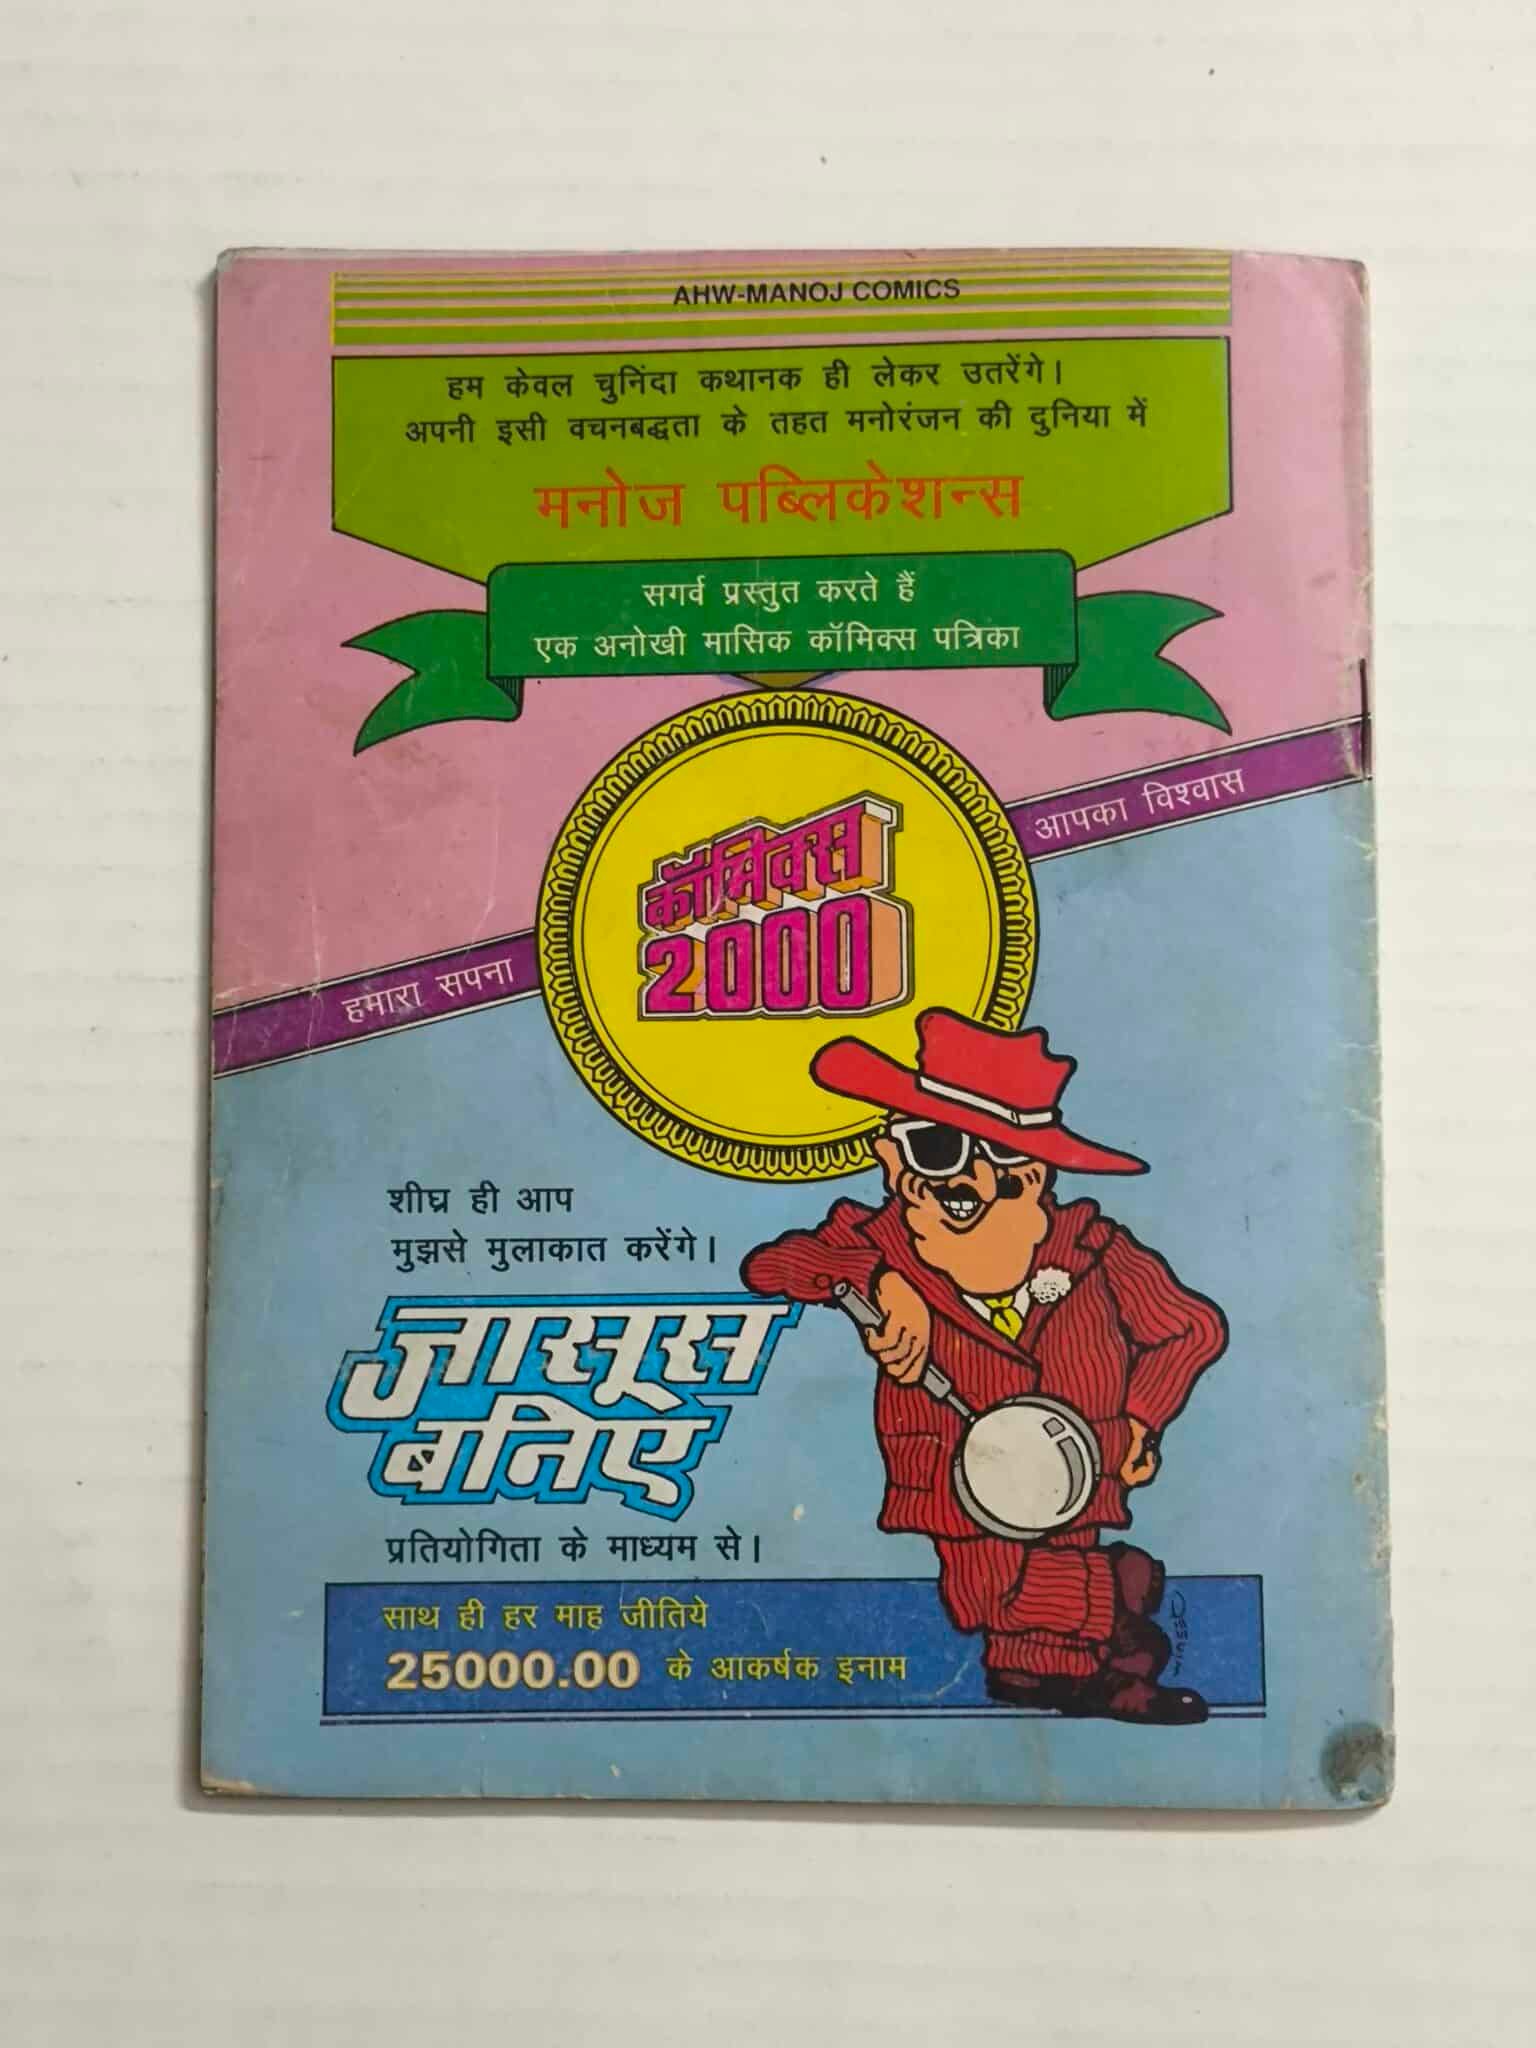 AHW-MANOJ COMICS
हम केवल चुनिंदा कथानक ही लेकर उतरेंगे।
अपनी इसी वचनबद्धता के तहत मनोरंजन की दुनिया में
मनोज पब्लिकेशन्स
सगर्व प्रस्तुत करते हैं
एक अनोखी मासिक कॉमिक्स पत्रिका
आपका विश्वास
कॉमिक्स
2000
हमारा सपना
शीघ्र ही आप
मुझसे मुलाकात करेंगे।
जासूस
बनिए
प्रतियोगिता के माध्यम से।
साथ ही हर माह जीतिये
25000.00 के आकर्षक इनाम